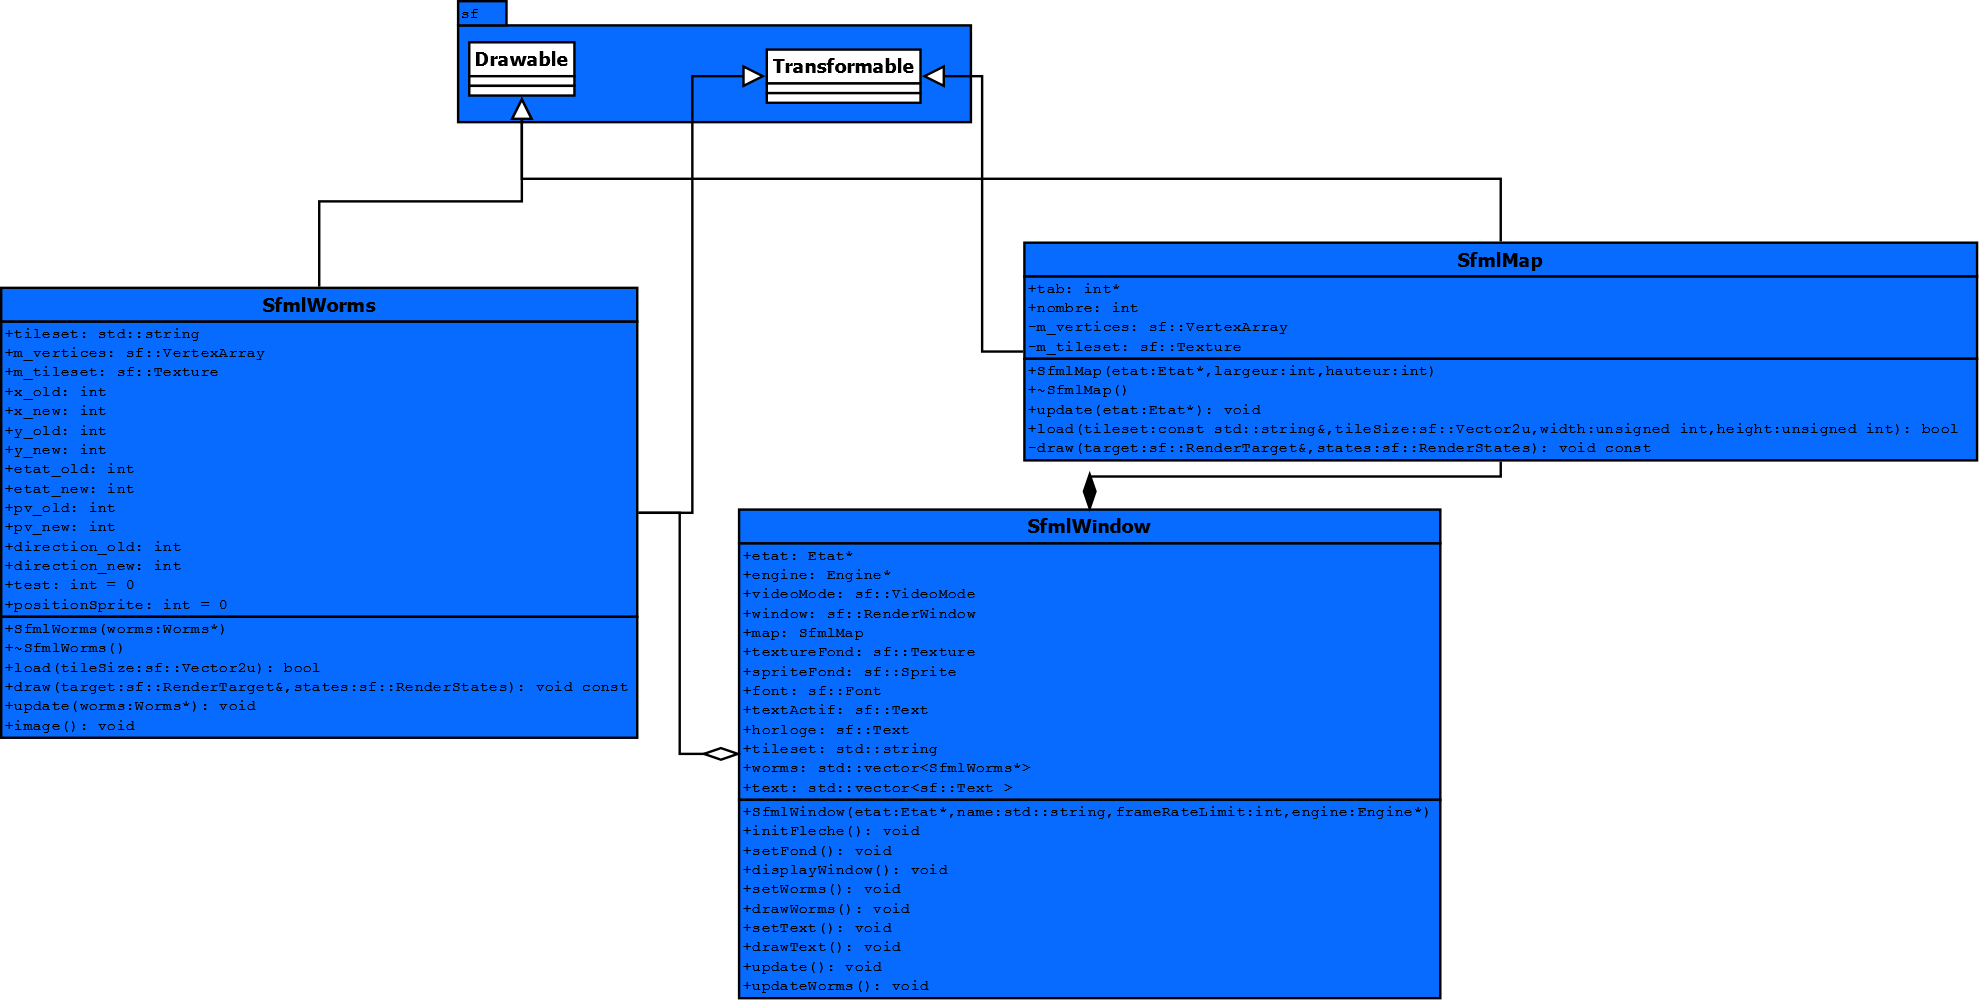 sf
Drawable
Transformable
SfmlMap
+tab: int*
+nombre: int
-m_vertices: sf::VertexArray
-m_tileset: sf::Texture
+SfmlMap(etat:Etat*,largeur:int,hauteur:int)
+~SfmlMap()
+update(etat:Etat*): void
+load(tileset:const std::string&,tileSize:sf::Vector2u,width:unsigned int,height:unsigned int): bool
-draw(target:sf::RenderTarget&,states:sf::RenderStates): void const
SfmlWorms
+tileset: std::string
+m_vertices: sf::VertexArray
+m_tileset: sf::Texture
+x_old: int
+x_new: int
+y_old: int
+y_new: int
+etat_old: int
+etat_new: int
+pv_old: int
+pv_new: int
+direction_old: int
+direction_new: int
+test: int = 0
+positionSprite: int = 0
+SfmlWorms(worms:Worms*)
+~SfmlWorms()
+load(tileSize:sf::Vector2u): bool
+draw(target:sf::RenderTarget&,states:sf::RenderStates): void const
+update(worms:Worms*): void
+image(): void
SfmlWindow
+etat: Etat*
+engine: Engine*
+videoMode: sf::VideoMode
+window: sf::RenderWindow
+map: SfmlMap
+textureFond: sf::Texture
+spriteFond: sf::Sprite
+font: sf::Font
+textActif: sf::Text
+horloge: sf::Text
+tileset: std::string
+worms: std::vector<SfmlWorms*>
+text: std::vector<sf::Text >
+SfmlWindow(etat:Etat*,name:std::string,frameRateLimit:int,engine:Engine*)
+initFleche(): void
+setFond(): void
+displayWindow(): void
+setWorms(): void
+drawWorms(): void
+setText(): void
+drawText(): void
+update(): void
+updateWorms(): void